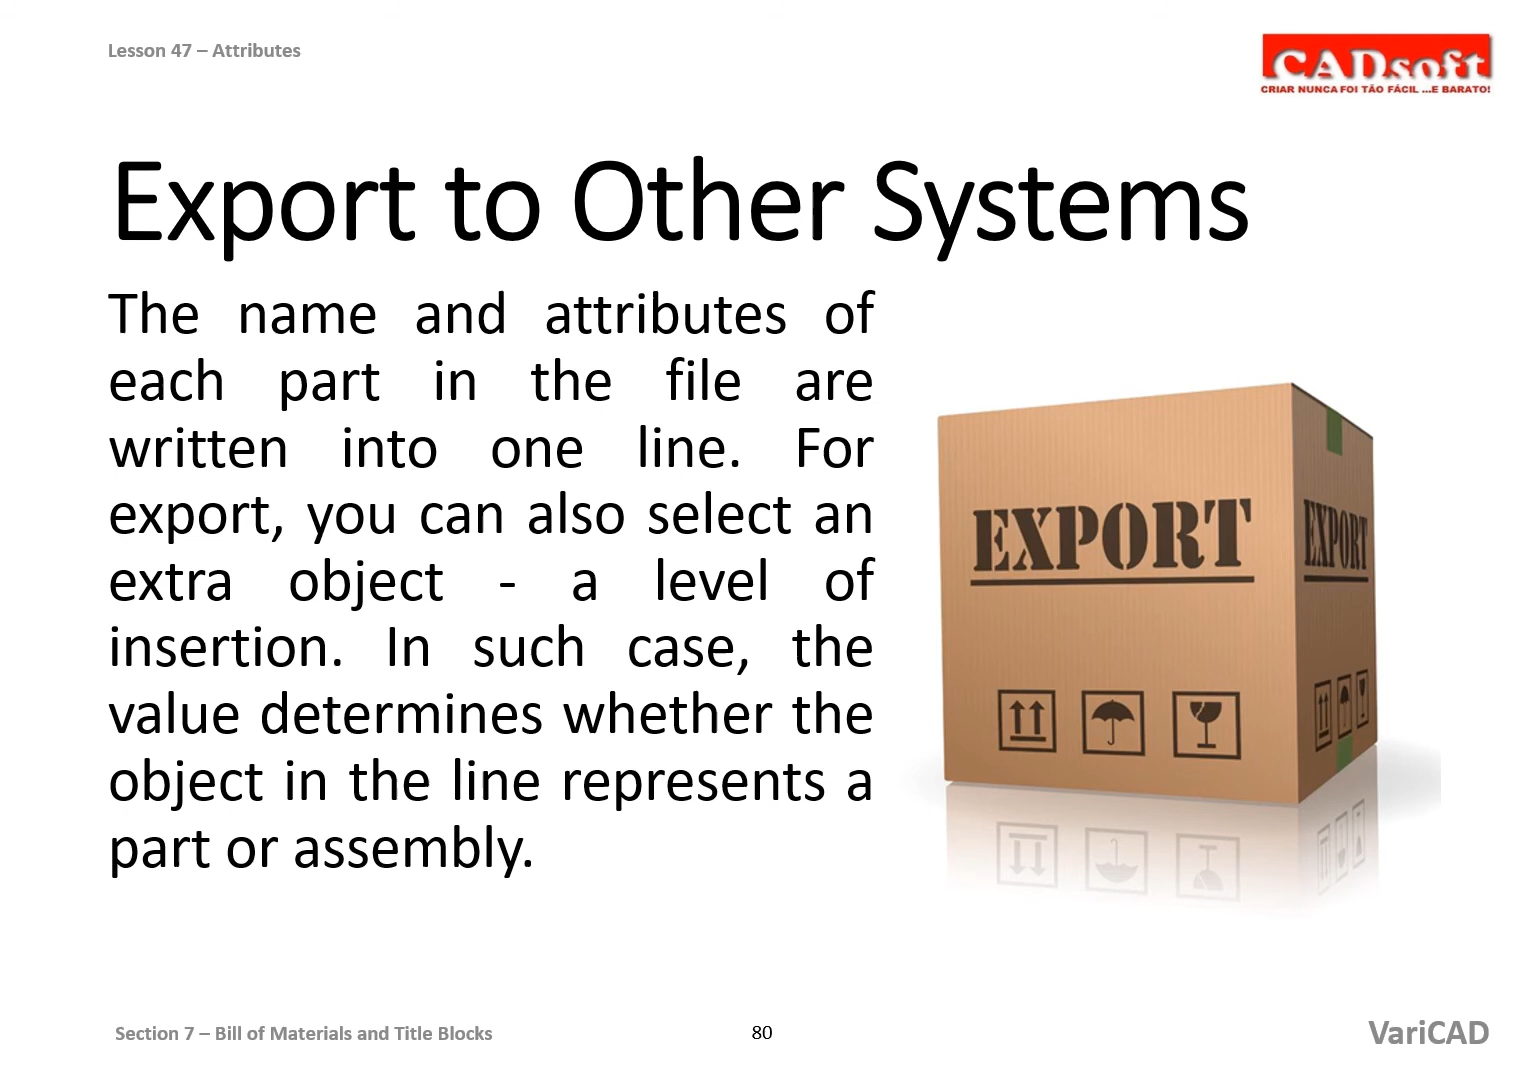 Lesson 47 – Attributes
CADsoft
CRIAR NUNCA FOI TÃO FÁCIL ...E BARATO!
Export to Other Systems
The name and attributes of
each part in the file are
written into one line. For
export, you can also select an
extra object - a level of
insertion. In such case, the
value determines whether the
object in the line represents a
part or assembly.
EXPORT
EXPORT
Section 7 – Bill of Materials and Title Blocks
80
VariCAD